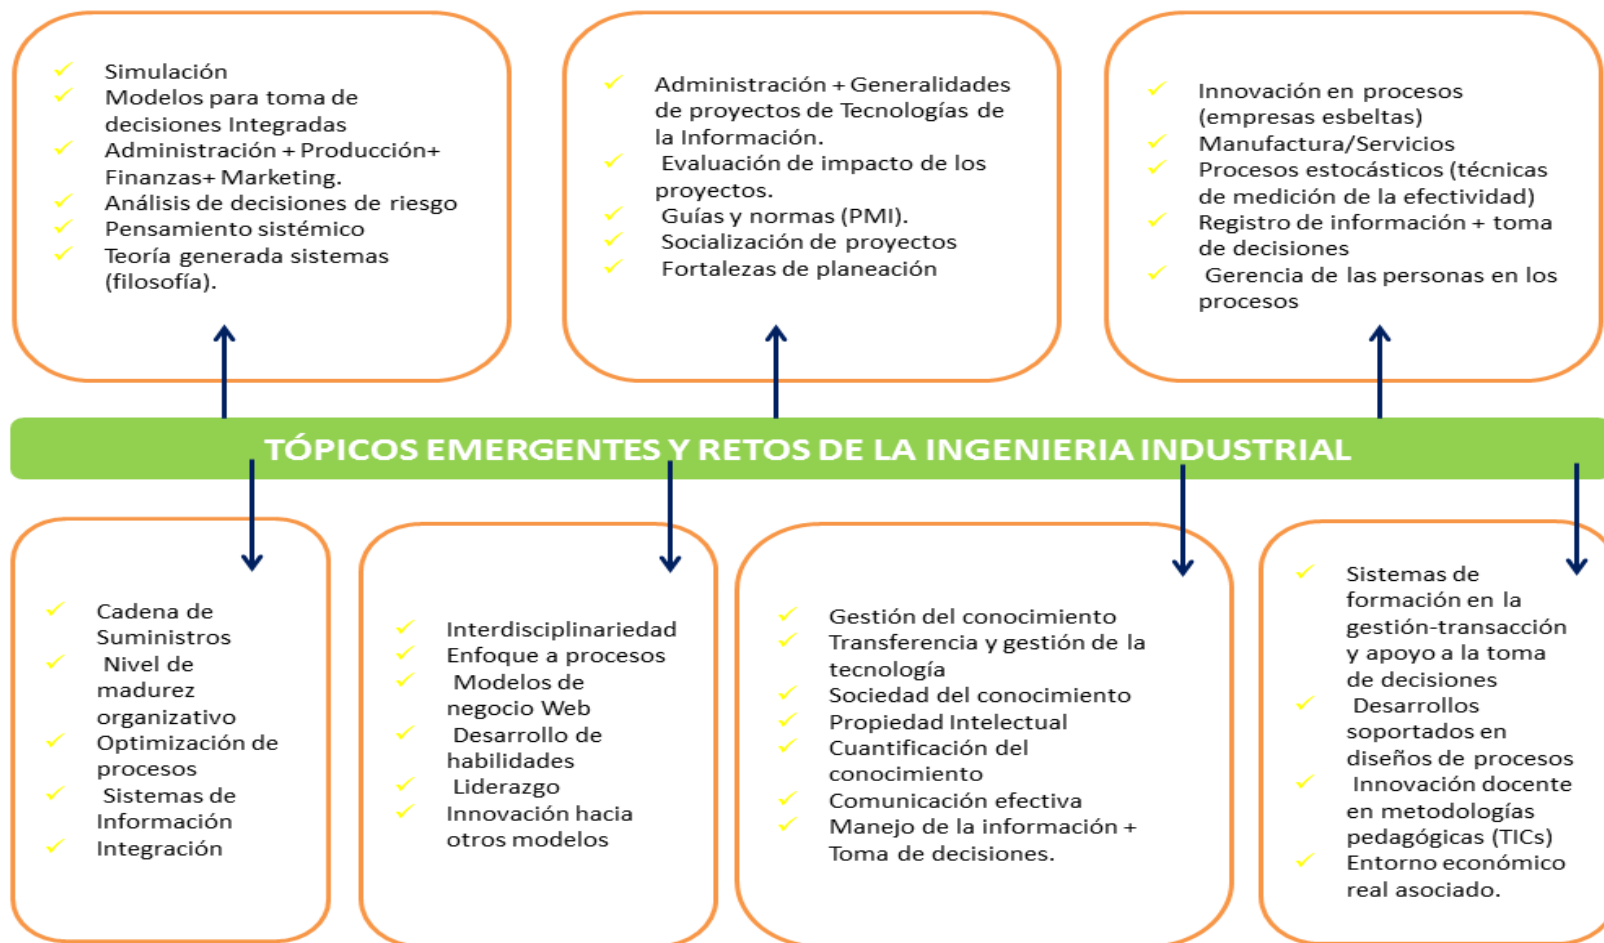 Simulación
Modelos para toma de
decisiones Integradas
Administración + Producción+
Finanzas+ Marketing.
Análisis de decisiones de riesgo
Pensamiento sistémico
Teoría generada sistemas
(filosofía).
Administración + Generalidades
de proyectos de Tecnologías de
la Información.
Evaluación de impacto de los
proyectos.
Guías y normas (PMI).
Socialización de proyectos
Fortalezas de planeación
Innovación en procesos
(empresas esbeltas)
Manufactura/Servicios
Procesos estocásticos (técnicas
de medición de la efectividad)
Registro de información + toma
de decisiones
Gerencia de las personas en los
procesos
TÓPICOS EMERGENTES Y RETOS DE LA INGENIERIA INDUSTRIAL
Cadena de
Suministros
Nivel de
madurez
organizativo
Optimización de
procesos
Sistemas de
Información
Integración
Interdisciplinariedad
Enfoque a procesos
Modelos de
negocio Web
Desarrollo de
habilidades
Liderazgo
Innovación hacia
otros modelos
Gestión del conocimiento
Transferencia y gestión de la
tecnología
Sociedad del conocimiento
Propiedad Intelectual
Cuantificación del
conocimiento
Comunicación efectiva
Manejo de la información +
Toma de decisiones.
Sistemas de
formación en la
gestión-transacción
y apoyo a la toma
de decisiones
Desarrollos
soportados en
diseños de procesos
Innovación docente
en metodologías
pedagógicas (TICs)
Entorno económico
real asociado.